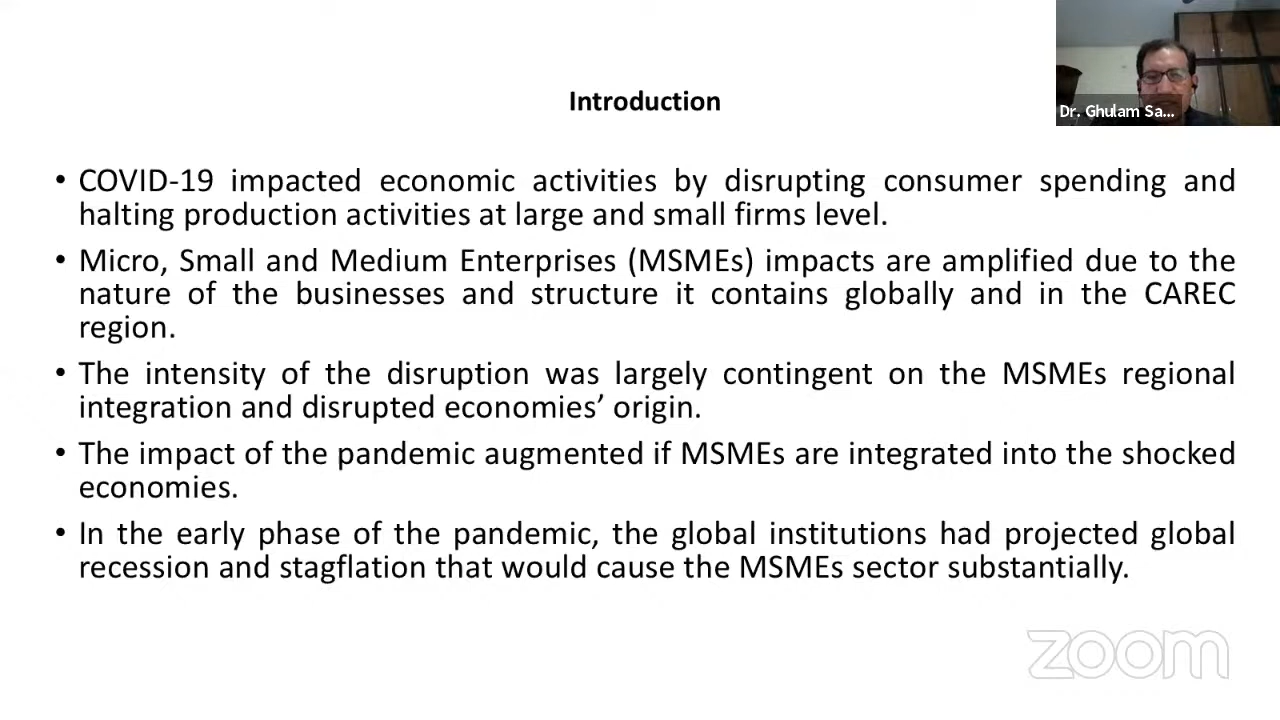 Introduction
Dr. Ghulam Sa...
• COVID-19 impacted economic activities by disrupting consumer spending and
halting production activities at large and small firms level.
• Micro, Small and Medium Enterprises (MSMEs) impacts are amplified due to the
nature of the businesses and structure it contains globally and in the CAREC
region.
• The intensity of the disruption was largely contingent on the MSMEs regional
integration and disrupted economies’ origin.
• The impact of the pandemic augmented if MSMEs are integrated into the shocked
economies.
• In the early phase of the pandemic, the global institutions had projected global
recession and stagflation that would cause the MSMEs sector substantially.
zoom